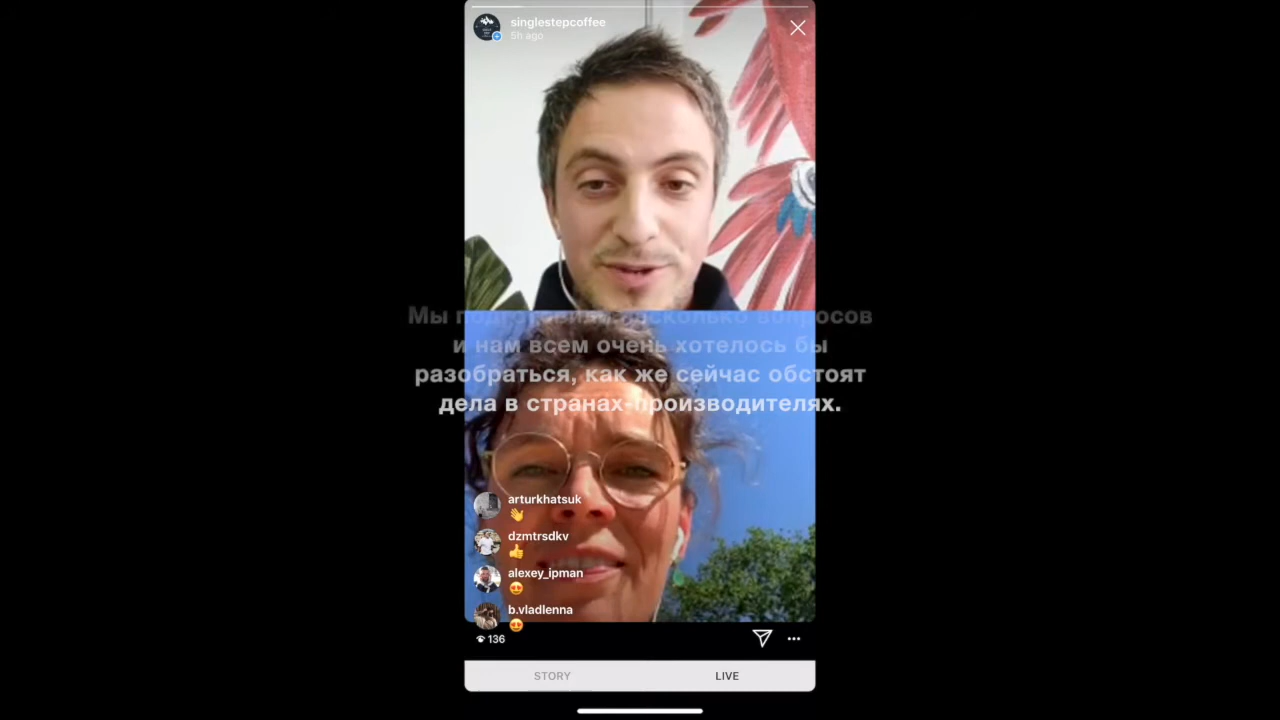 singlestepcoffee
5h ago
Мы подготовили несколько вопросов
и нам всем очень хотелось бы
разобраться, как же сейчас обстоят
дела в странах-производителях.
arturkhatsuk
👋
dzmtrsdkv
👍
alexey_ipman
😍
b.vladlenna
😍
136
STORY LIVE